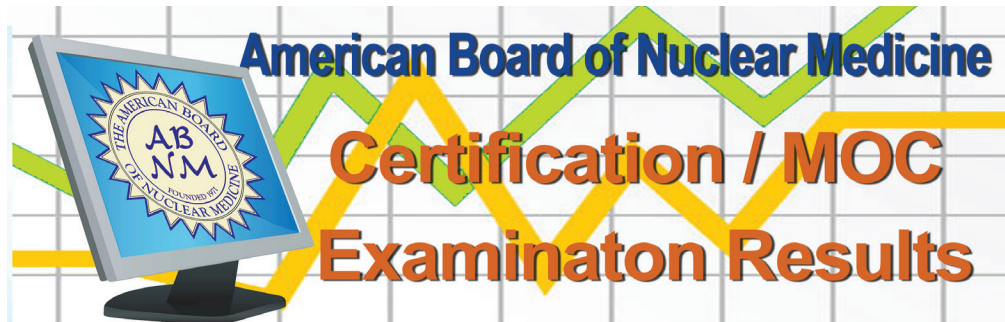 American Board of Nuclear Medicine
Certification / MOC
Examinaton Results
THE AMERICAN BOARD
OF NUCLEAR MEDICINE
AB
NM
FOUNDED 1971